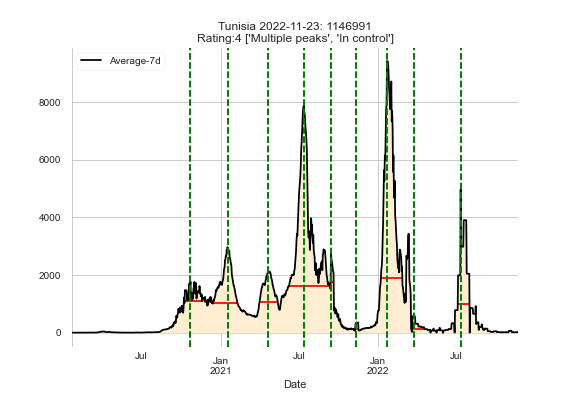 Tunisia 2022-11-23: 1146991
Rating:4 ['Multiple peaks', 'In control']
Average-7d
8000
6000
4000
2000
0
Jul
Jan
2021
Jul
Jan
2022
Jul
Date